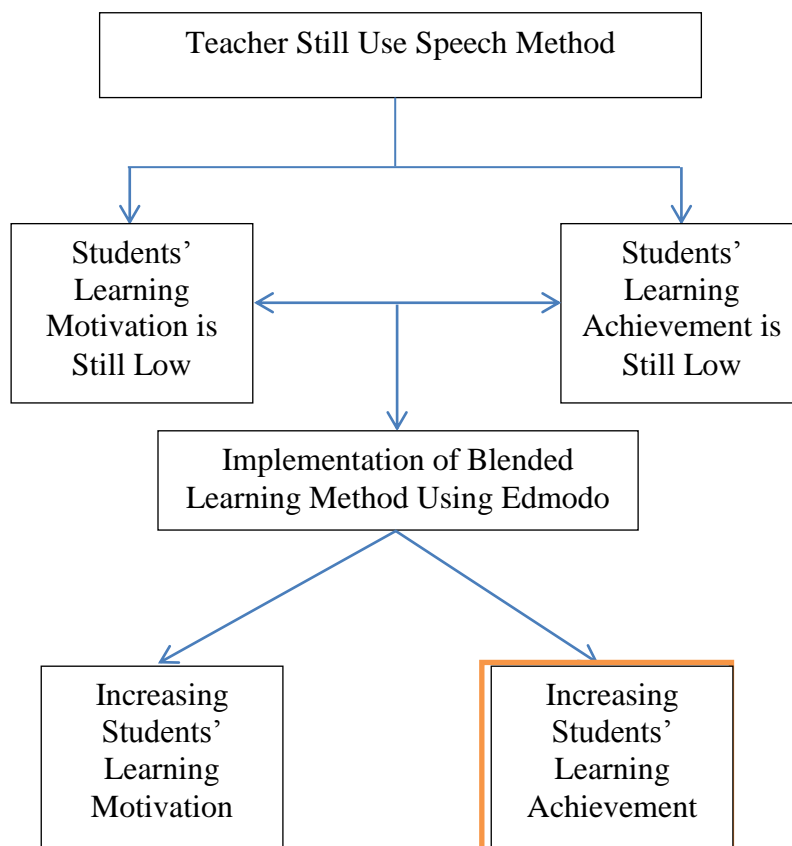 Teacher Still Use Speech Method
Students’
Learning
Motivation is
Still Low
Students’
Learning
Achievement is
Still Low
Implementation of Blended
Learning Method Using Edmodo
Increasing
Students’
Learning
Motivation
Increasing
Students’
Learning
Achievement